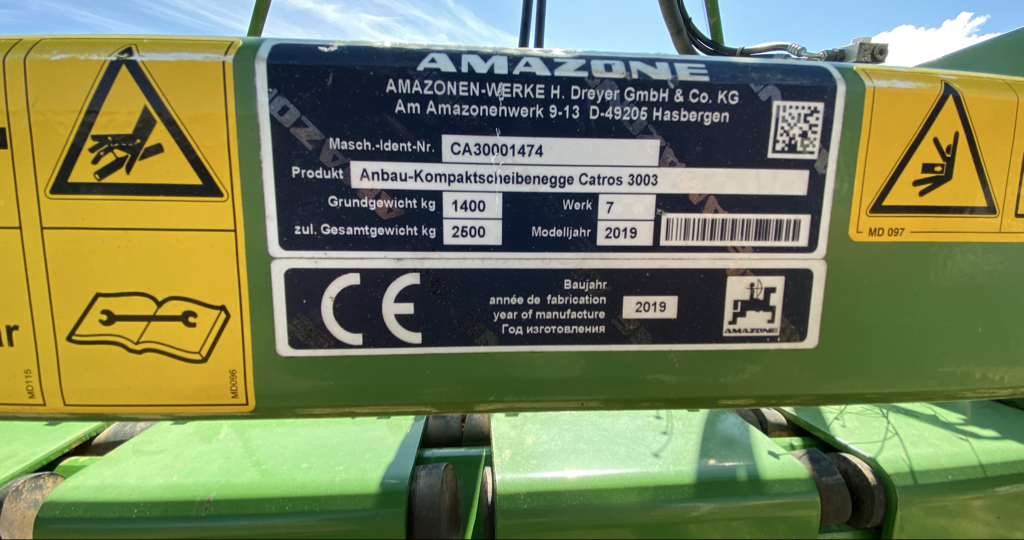 AMAZONE
AMAZONEN-WERKE H. Dreyer GmbH & Co. KG
Am Amazonenwerk 9-13 D-49205 Hasbergen
Masch.-Ident-Nr. CA30001474
Produkt Anbau-Kompaktscheibenegge Catros 3003
Grundgewicht kg 1400 Werk 7
zul. Gesamtgewicht kg 2500 Modelljahr 2019
CE
Baujahr
année de fabrication
year of manufacture 2019
Год изготовления
AMAZONE
MD 097
MD115
MD096